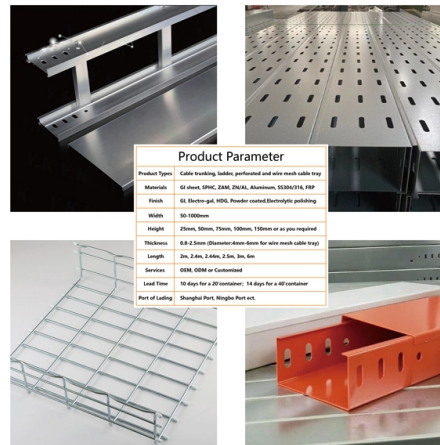 Product Parameter
Product Types Cable trunking, ladder, perforated and wire mesh cable tray
Materials GI sheet, SPHC, ZAM, ZN/AL, Aluminum, SS304/316, FRP
Finish GI, Electro-gal, HDG, Powder coated,Electrolytic polishing
Width 50-1000mm
Height 25mm, 50mm, 75mm, 100mm, 150mm or as you required
Thickness 0.8-2.5mm (Diameter:4mm-6mm for wire mesh cable tray)
Length 2m, 2.4m, 2.44m, 2.5m, 3m, 6m
Services OEM, ODM or Customized
Lead Time 10 days for a 20'container; 14 days for a 40'container
Port of Lading Shanghai Port, Ningbo Port ect.